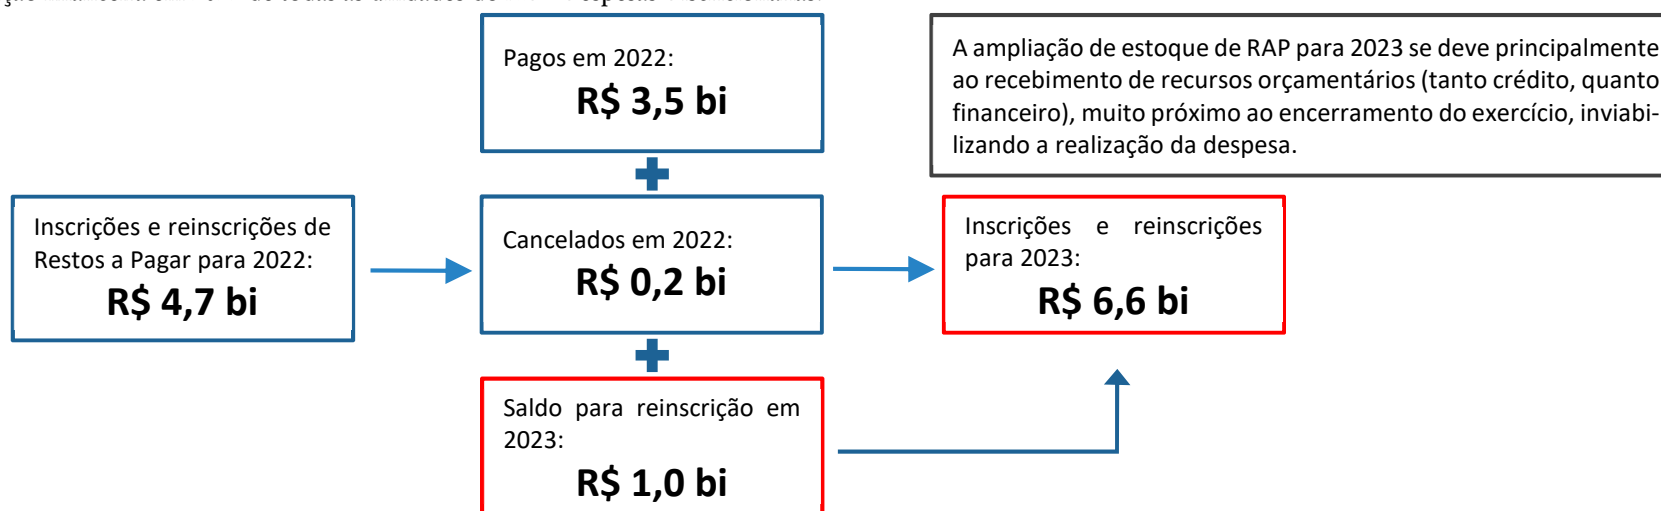 Pagos em 2022:
R$ 3,5 bi
A ampliação de estoque de RAP para 2023 se deve principalmente
ao recebimento de recursos orçamentários (tanto crédito, quanto
financeiro), muito próximo ao encerramento do exercício, inviabi-
lizando a realização da despesa.
Inscrições e reinscrições de
Restos a Pagar para 2022:
R$ 4,7 bi
Cancelados em 2022:
R$ 0,2 bi
Inscrições e reinscrições
para 2023:
R$ 6,6 bi
Saldo para reinscrição em
2023:
R$ 1,0 bi